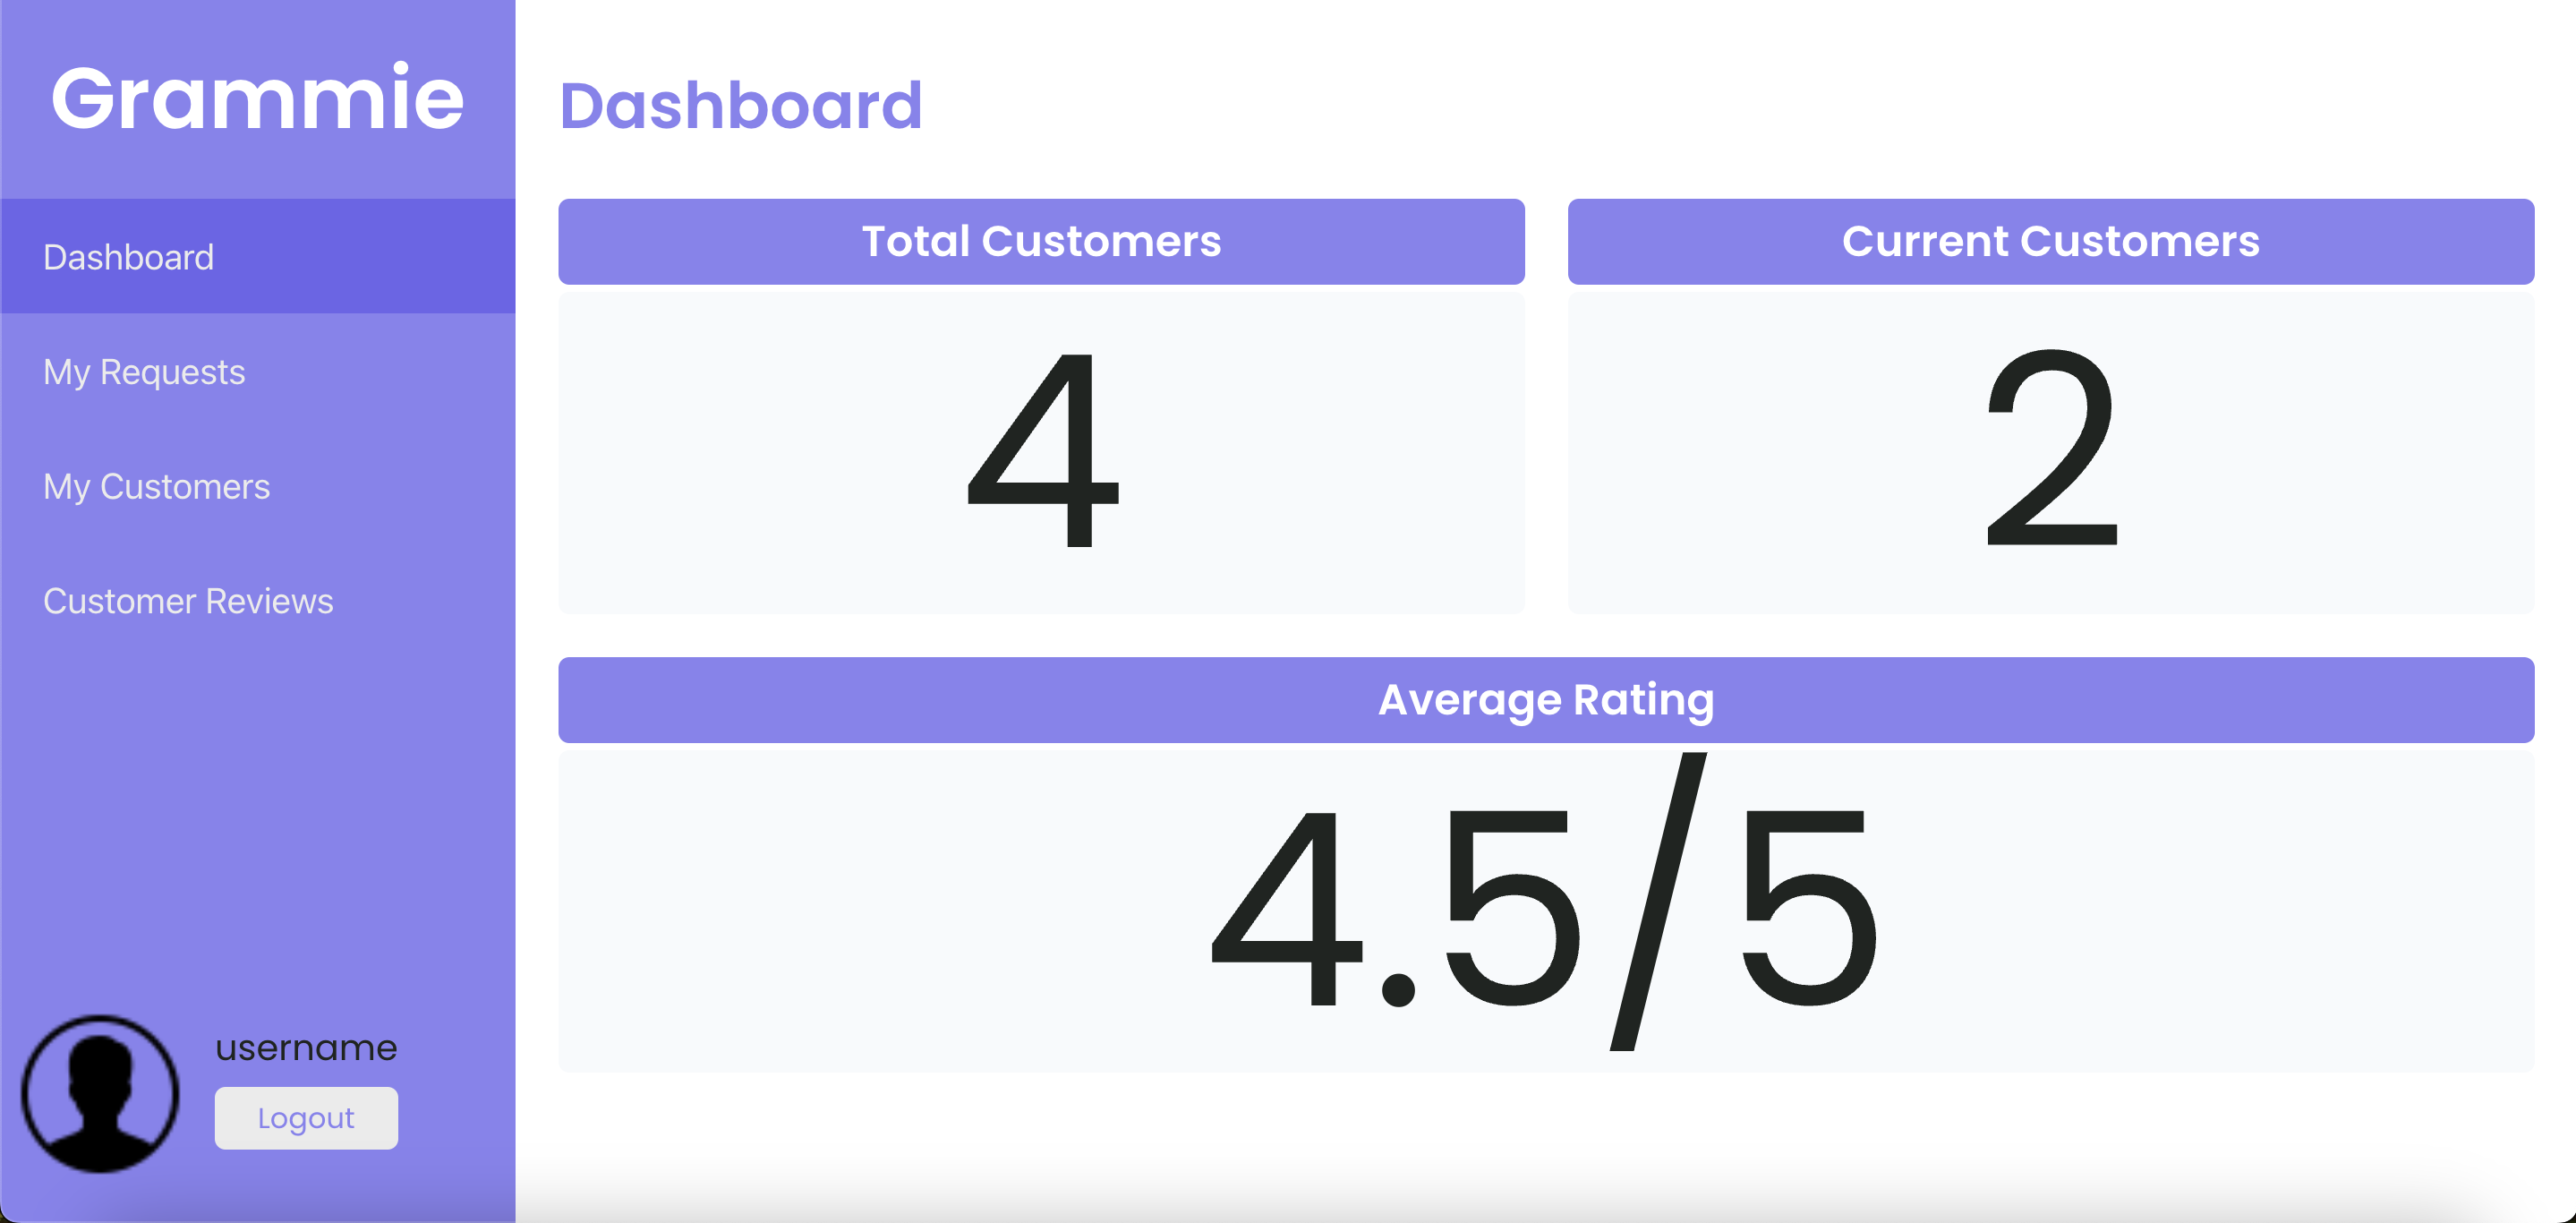 Grammie
Dashboard
My Requests
My Customers
Customer Reviews
username
Logout
Dashboard
Total Customers
4
Current Customers
2
Average Rating
4.5/5